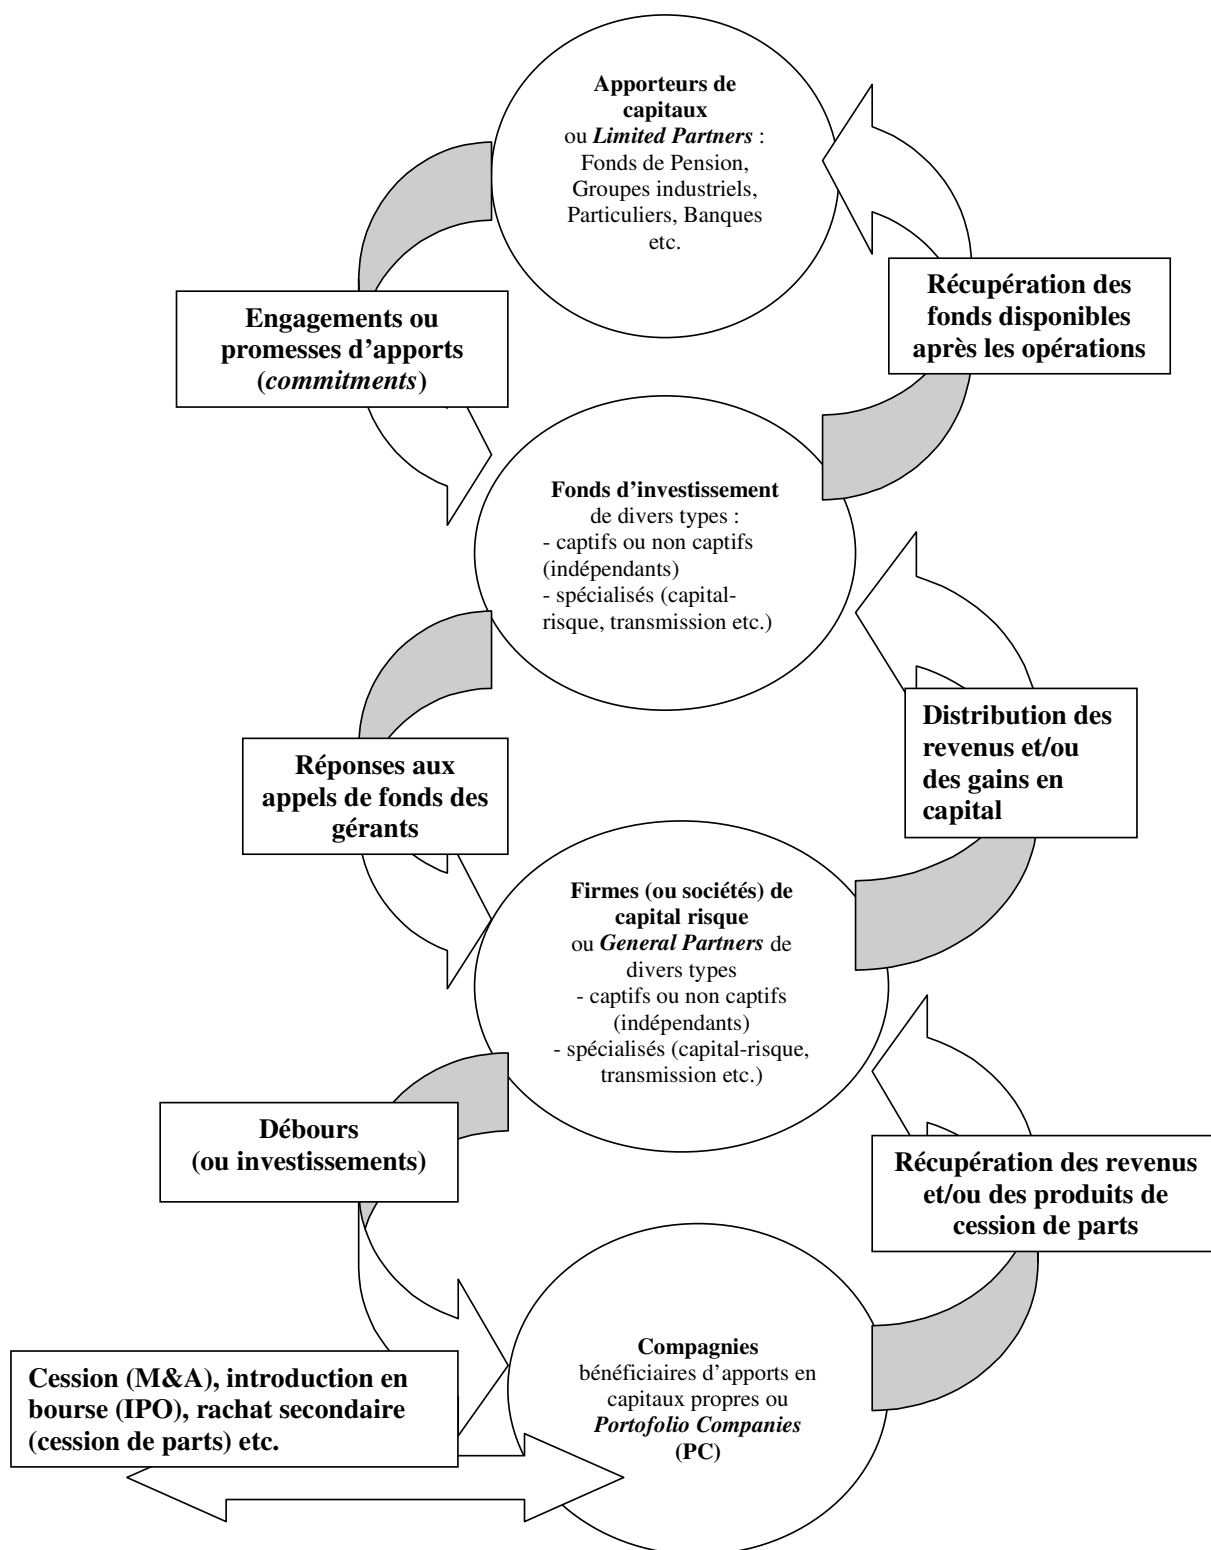 Apporteurs de
capitaux
ou Limited Partners :
Fonds de Pension,
Groupes industriels,
Particuliers, Banques
etc.
Récupération des
fonds disponibles
après les opérations
Engagements ou
promesses d’apports
(commitments)
Fonds d’investissement
de divers types :
- captifs ou non captifs
(indépendants)
- spécialisés (capital-
risque, transmission etc.)
Distribution des
revenus et/ou
des gains en
capital
Réponses aux
appels de fonds des
gérants
Firmes (ou sociétés) de
capital risque
ou General Partners de
divers types
- captifs ou non captifs
(indépendants)
- spécialisés (capital-risque,
transmission etc.)
Débours
(ou investissements)
Récupération des revenus
et/ou des produits de
cession de parts
Compagnies
bénéficiaires d’apports en
capitaux propres ou
Portofolio Companies
(PC)
Cession (M&A), introduction en
bourse (IPO), rachat secondaire
(cession de parts) etc.